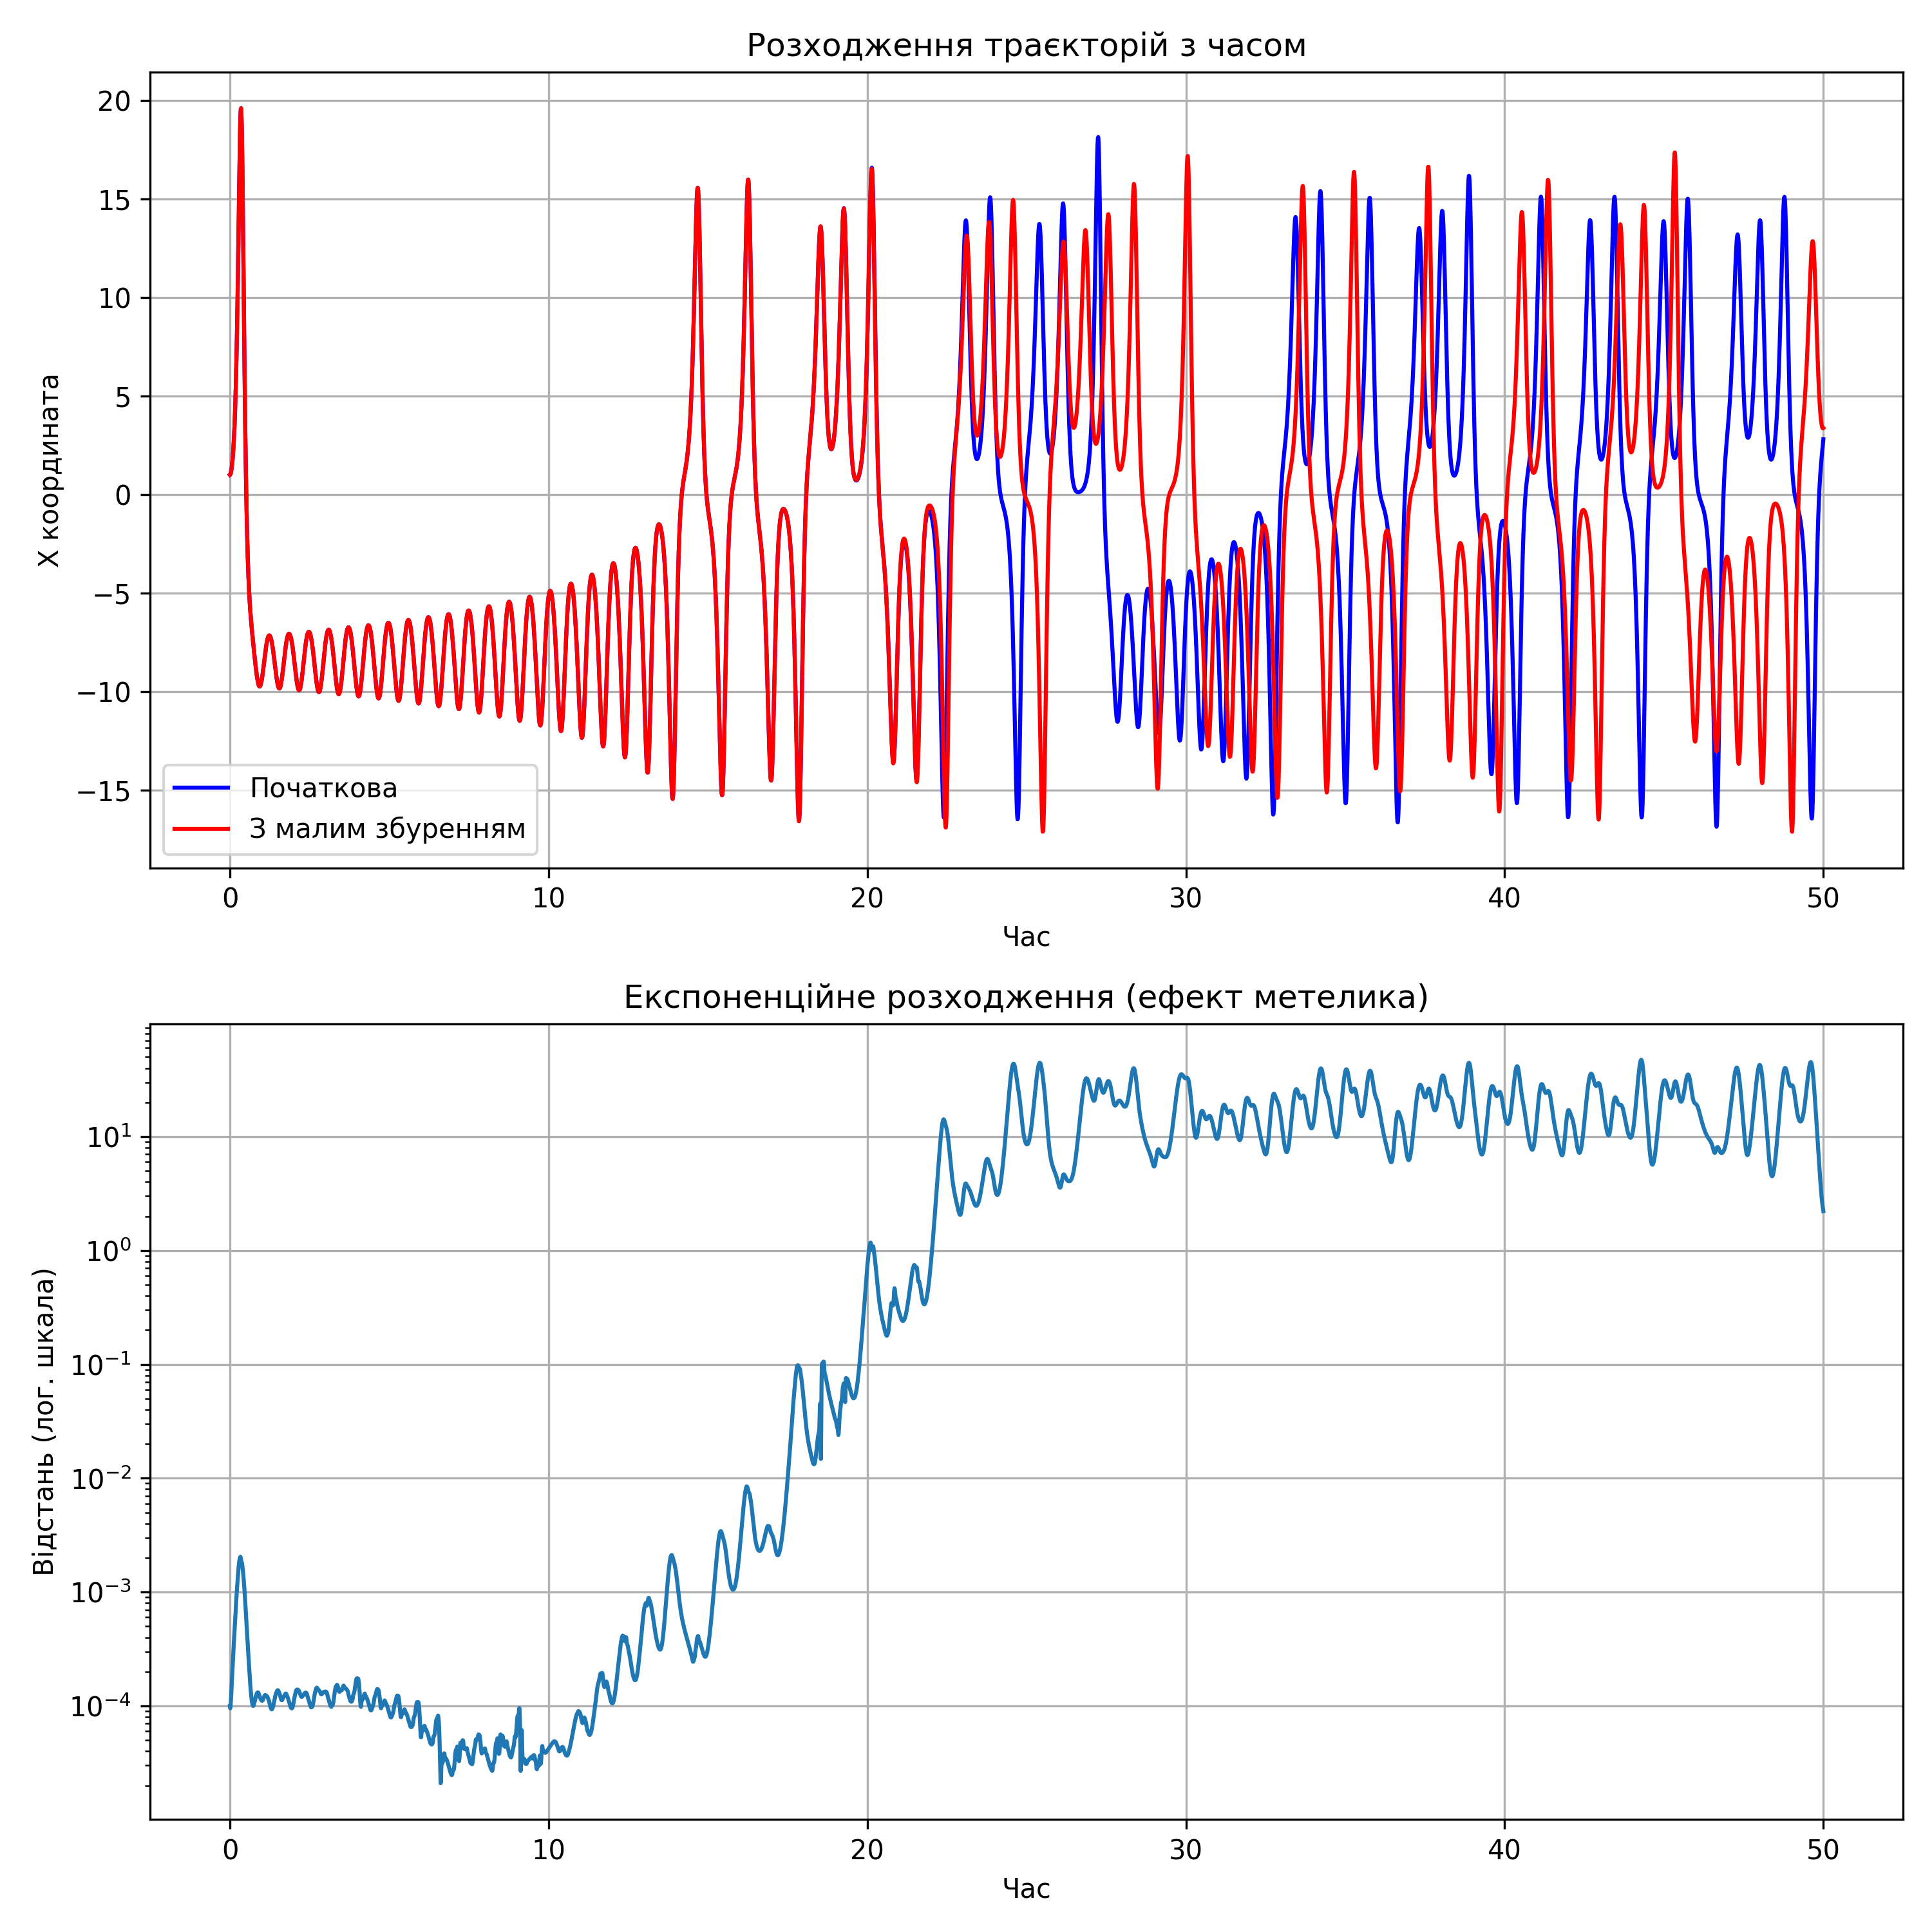 Розходження траєкторій з часом
20
15
10
5
0
−5
−10
−15
X координата
Початкова
З малим збуренням
0 10 20 30 40 50
Час
Експоненційне розходження (ефект метелика)
10¹
10⁰
10⁻¹
10⁻²
10⁻³
10⁻⁴
Відстань (лог. шкала)
0 10 20 30 40 50
Час